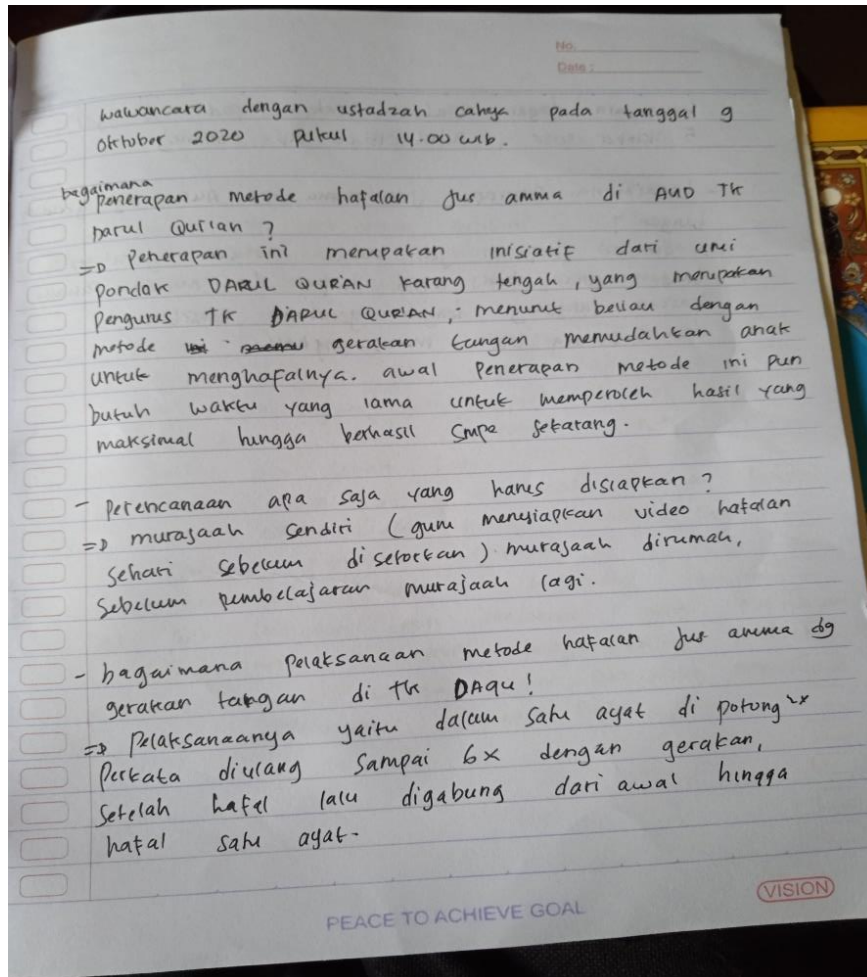 No.
Date :
wawancara dengan ustadzah cahya pada tanggal 9
Oktober 2020 pukul 14.00 wib.
bagaimana
penerapan metode hafalan jus amma di AUD TK
Darul Qur'an ?
=> Penerapan ini merupakan inisiatif dari umi
pondok DARUL QUR'AN karang tengah, yang merupakan
Pengurus TK DARUL QUR'AN, menurut beliau dengan
metode gerakan tangan memudahkan anak
untuk menghafalnya. awal penerapan metode ini pun
butuh waktu yang lama untuk memperoleh hasil yang
maksimal hingga berhasil smpe sekarang.
- Perencanaan apa saja yang harus disiapkan ?
=> murajaah sendiri (guru menyiapkan video hafalan
sehari sebelum disetorkan) murajaah dirumah,
Sebelum pembelajaran murajaah lagi.
- bagaimana pelaksanaan metode hafalan jus amma dg
gerakan tangan di TK DAQU !
=> Pelaksanaanya yaitu dalam satu ayat di potong
Perkata diulang sampai 6x dengan gerakan,
Setelah hafal lalu digabung dari awal hingga
hafal satu ayat.
VISION
PEACE TO ACHIEVE GOAL